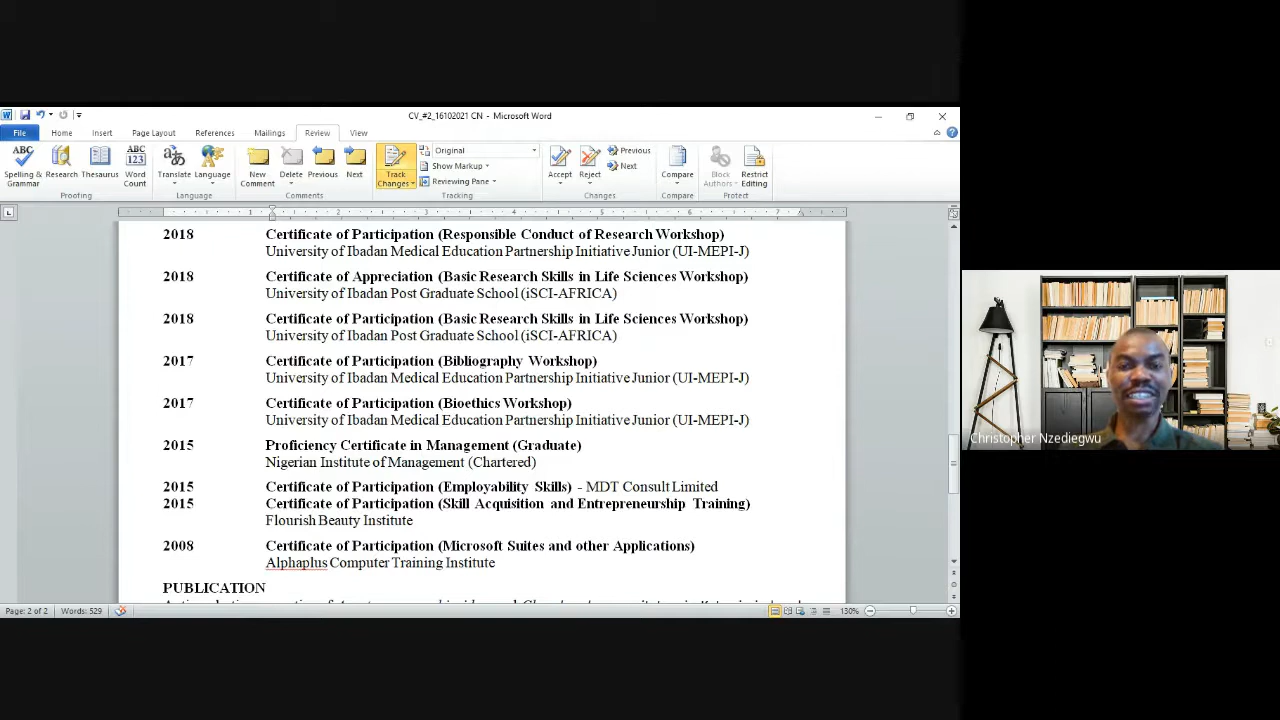 CV_#2_16102021 CN - Microsoft Word
File Home Insert Page Layout References Mailings Review View
Spelling & Grammar
Research
Thesaurus
Word Count
Proofing
Translate
Language
Language
New Comment
Delete
Previous
Next
Comments
Track Changes
Original
Show Markup
Reviewing Pane
Tracking
Accept
Reject
Previous
Next
Changes
Compare
Compare
Block Authors
Restrict Editing
Protect
1 1 2 3 4 5 6 7
2018 Certificate of Participation (Responsible Conduct of Research Workshop)
University of Ibadan Medical Education Partnership Initiative Junior (UI-MEPI-J)
2018 Certificate of Appreciation (Basic Research Skills in Life Sciences Workshop)
University of Ibadan Post Graduate School (iSCI-AFRICA)
2018 Certificate of Participation (Basic Research Skills in Life Sciences Workshop)
University of Ibadan Post Graduate School (iSCI-AFRICA)
2017 Certificate of Participation (Bibliography Workshop)
University of Ibadan Medical Education Partnership Initiative Junior (UI-MEPI-J)
2017 Certificate of Participation (Bioethics Workshop)
University of Ibadan Medical Education Partnership Initiative Junior (UI-MEPI-J)
2015 Proficiency Certificate in Management (Graduate)
Nigerian Institute of Management (Chartered)
2015 Certificate of Participation (Employability Skills) - MDT Consult Limited
2015 Certificate of Participation (Skill Acquisition and Entrepreneurship Training)
Flourish Beauty Institute
2008 Certificate of Participation (Microsoft Suites and other Applications)
Alphaplus Computer Training Institute
PUBLICATION
Page: 2 of 2 Words: 529 130%
Christopher Nzediegwu